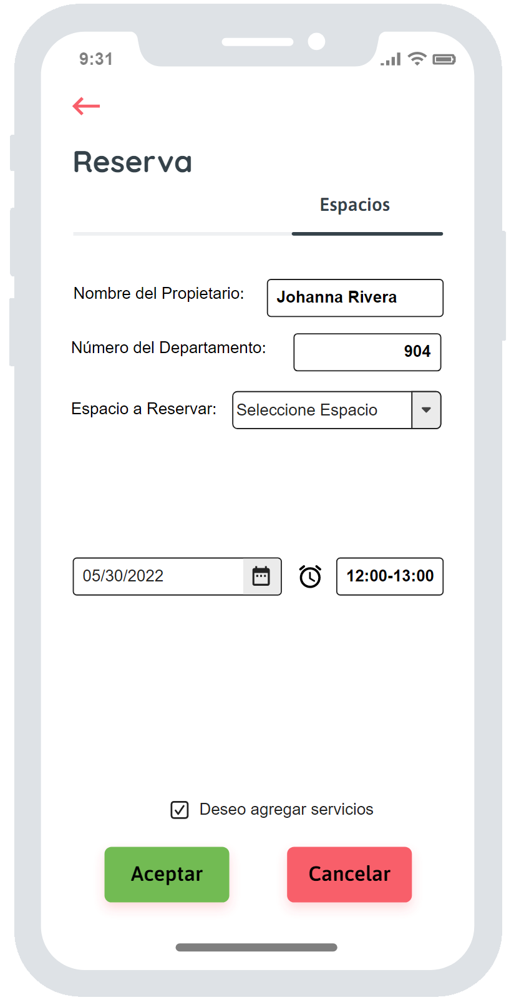 9:31
Reserva
Espacios
Nombre del Propietario: Johanna Rivera
Número del Departamento: 904
Espacio a Reservar: Seleccione Espacio
05/30/2022 12:00-13:00
Deseo agregar servicios
Aceptar Cancelar